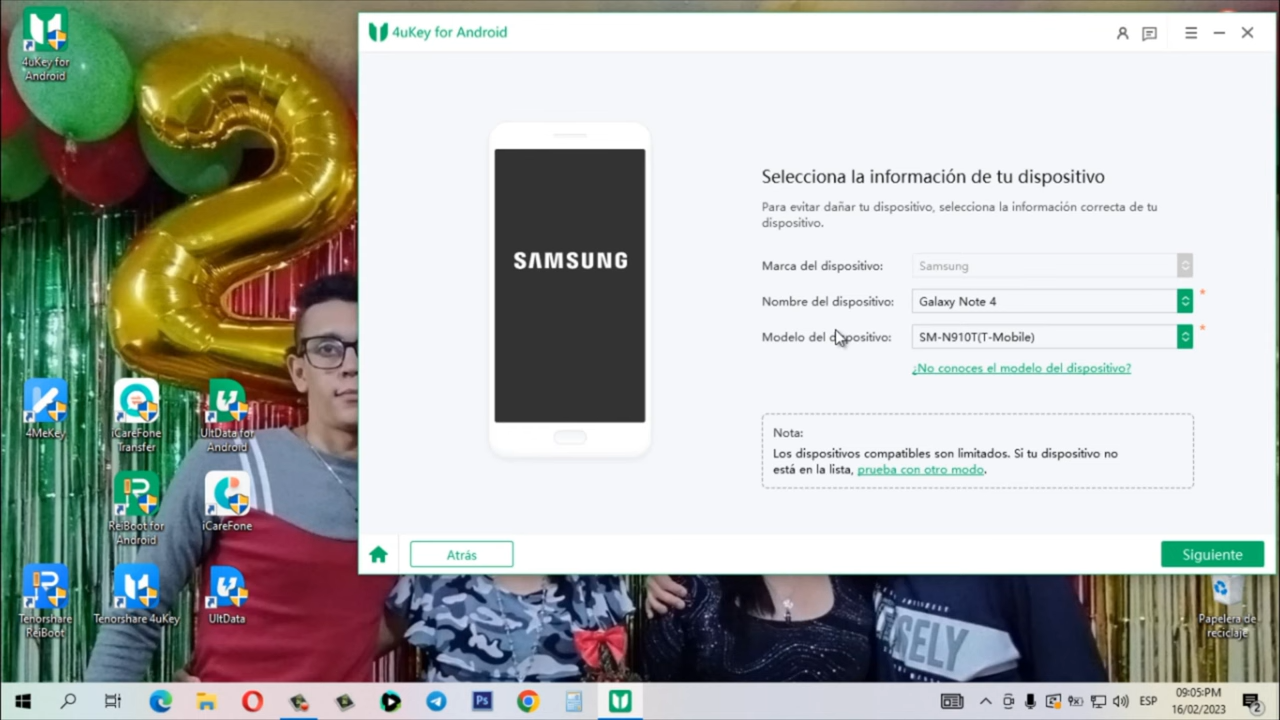 4uKey for Android
4uKey for
Android
Selecciona la información de tu dispositivo
Para evitar dañar tu dispositivo, selecciona la información correcta de tu
dispositivo.
SAMSUNG
Marca del dispositivo:
Samsung
Nombre del dispositivo:
Galaxy Note 4
Modelo del dispositivo:
SM-N910T(T-Mobile)
¿No conoces el modelo del dispositivo?
Nota:
Los dispositivos compatibles son limitados. Si tu dispositivo no
está en la lista, prueba con otro modo.
Atrás
Siguiente
4MeKey
iCareFone
Transfer
UltData for
Android
ReiBoot for
Android
iCareFone
Tenorshare
ReiBoot
Tenorshare 4uKey
UltData
Papelera de
reciclaje
Ps
ESP
09:05:PM
16/02/2023
2